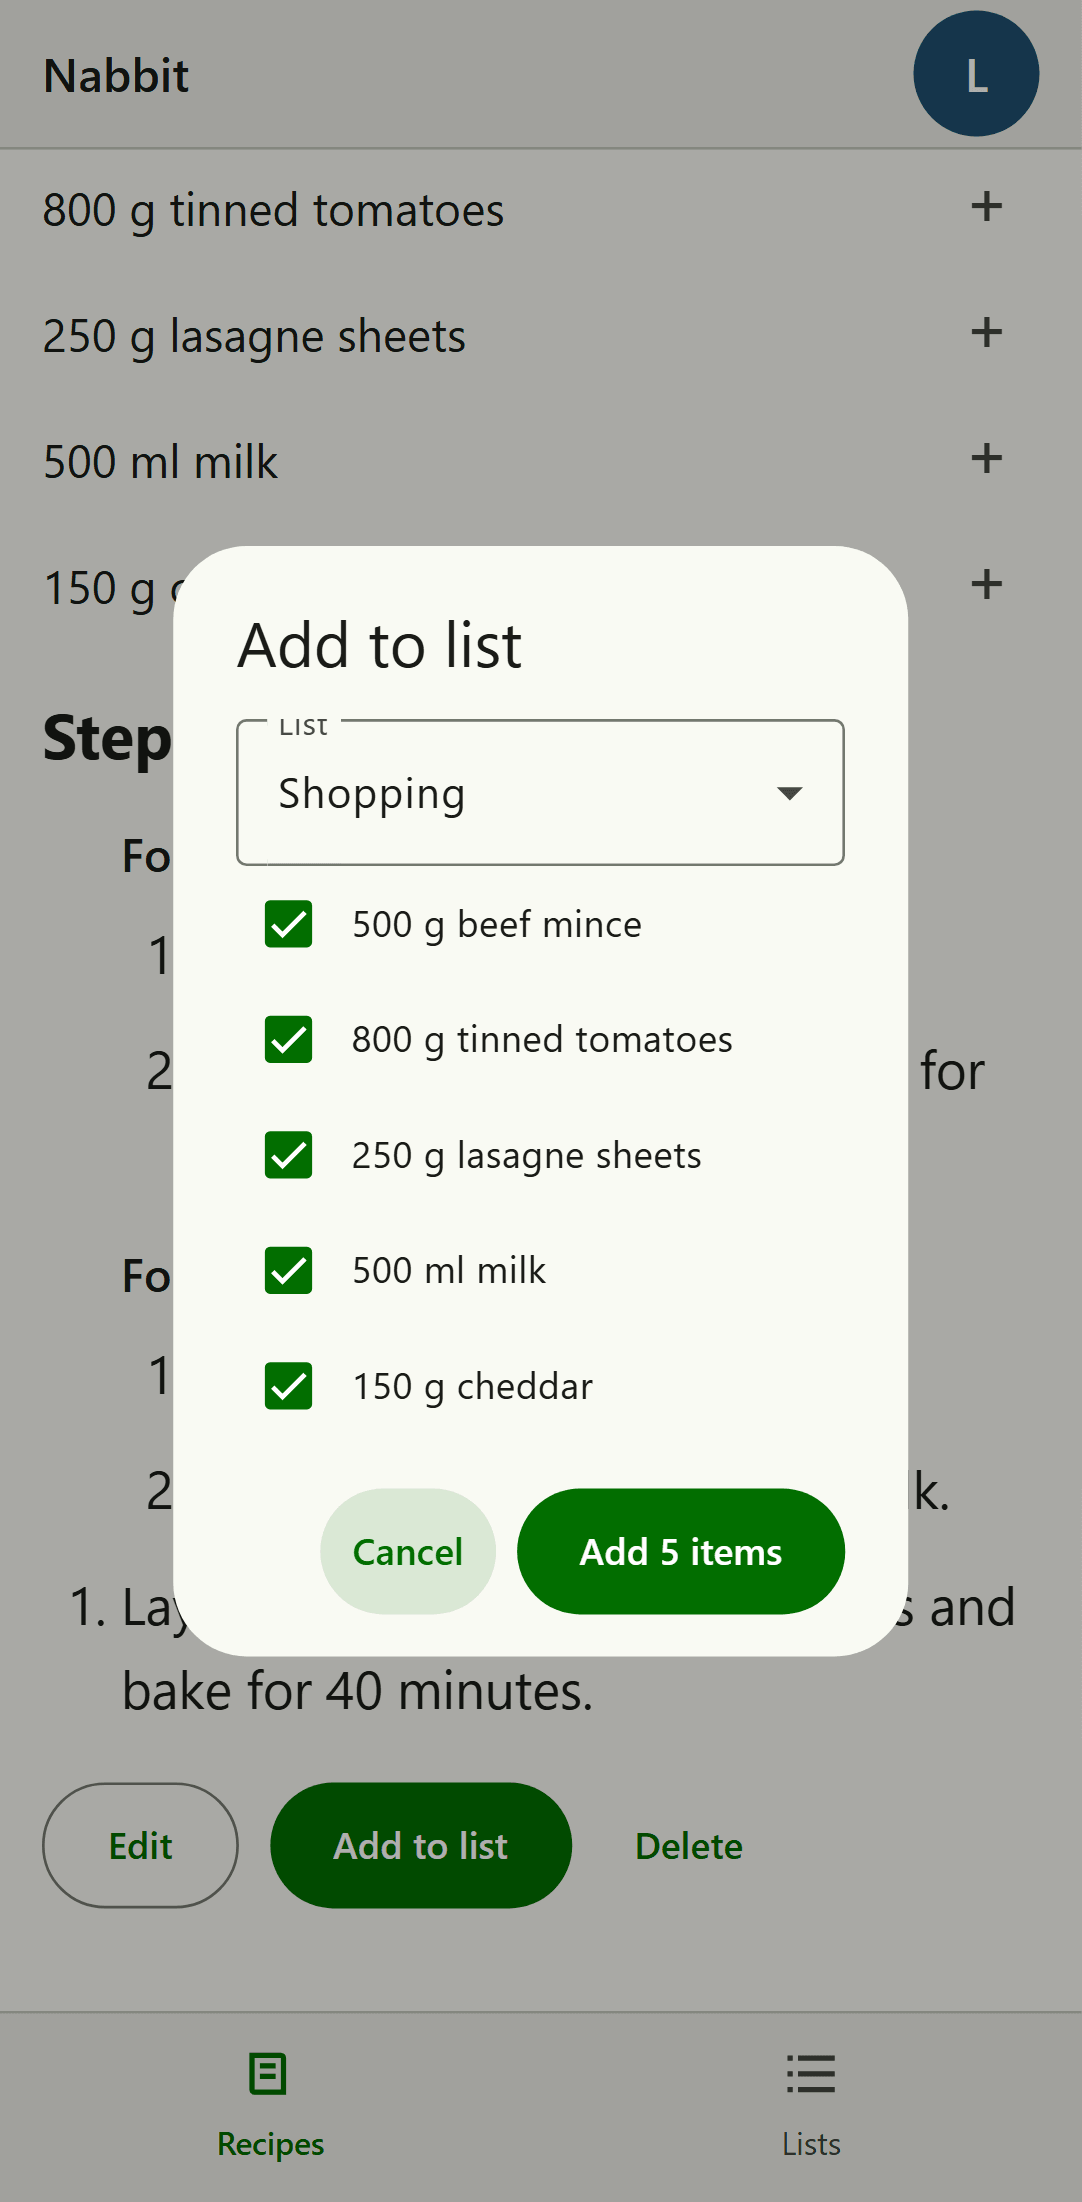 Nabbit
L
800 g tinned tomatoes
250 g lasagne sheets
500 ml milk
150 g
Add to list
List
Shopping
500 g beef mince
800 g tinned tomatoes
250 g lasagne sheets
500 ml milk
150 g cheddar
Cancel
Add 5 items
Step
Fo
1
2
for
Fo
1
2
k.
1. Lay
s and
bake for 40 minutes.
Edit
Add to list
Delete
Recipes
Lists